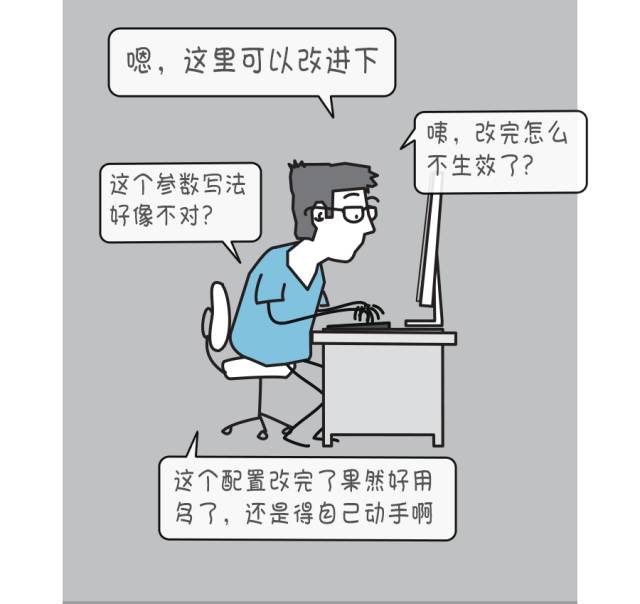 嗯，这里可以改进下
咦，改完怎么
不生效了？
这个参数写法
好像不对？
这个配置改完了果然好用
多了，还是得自己动手啊